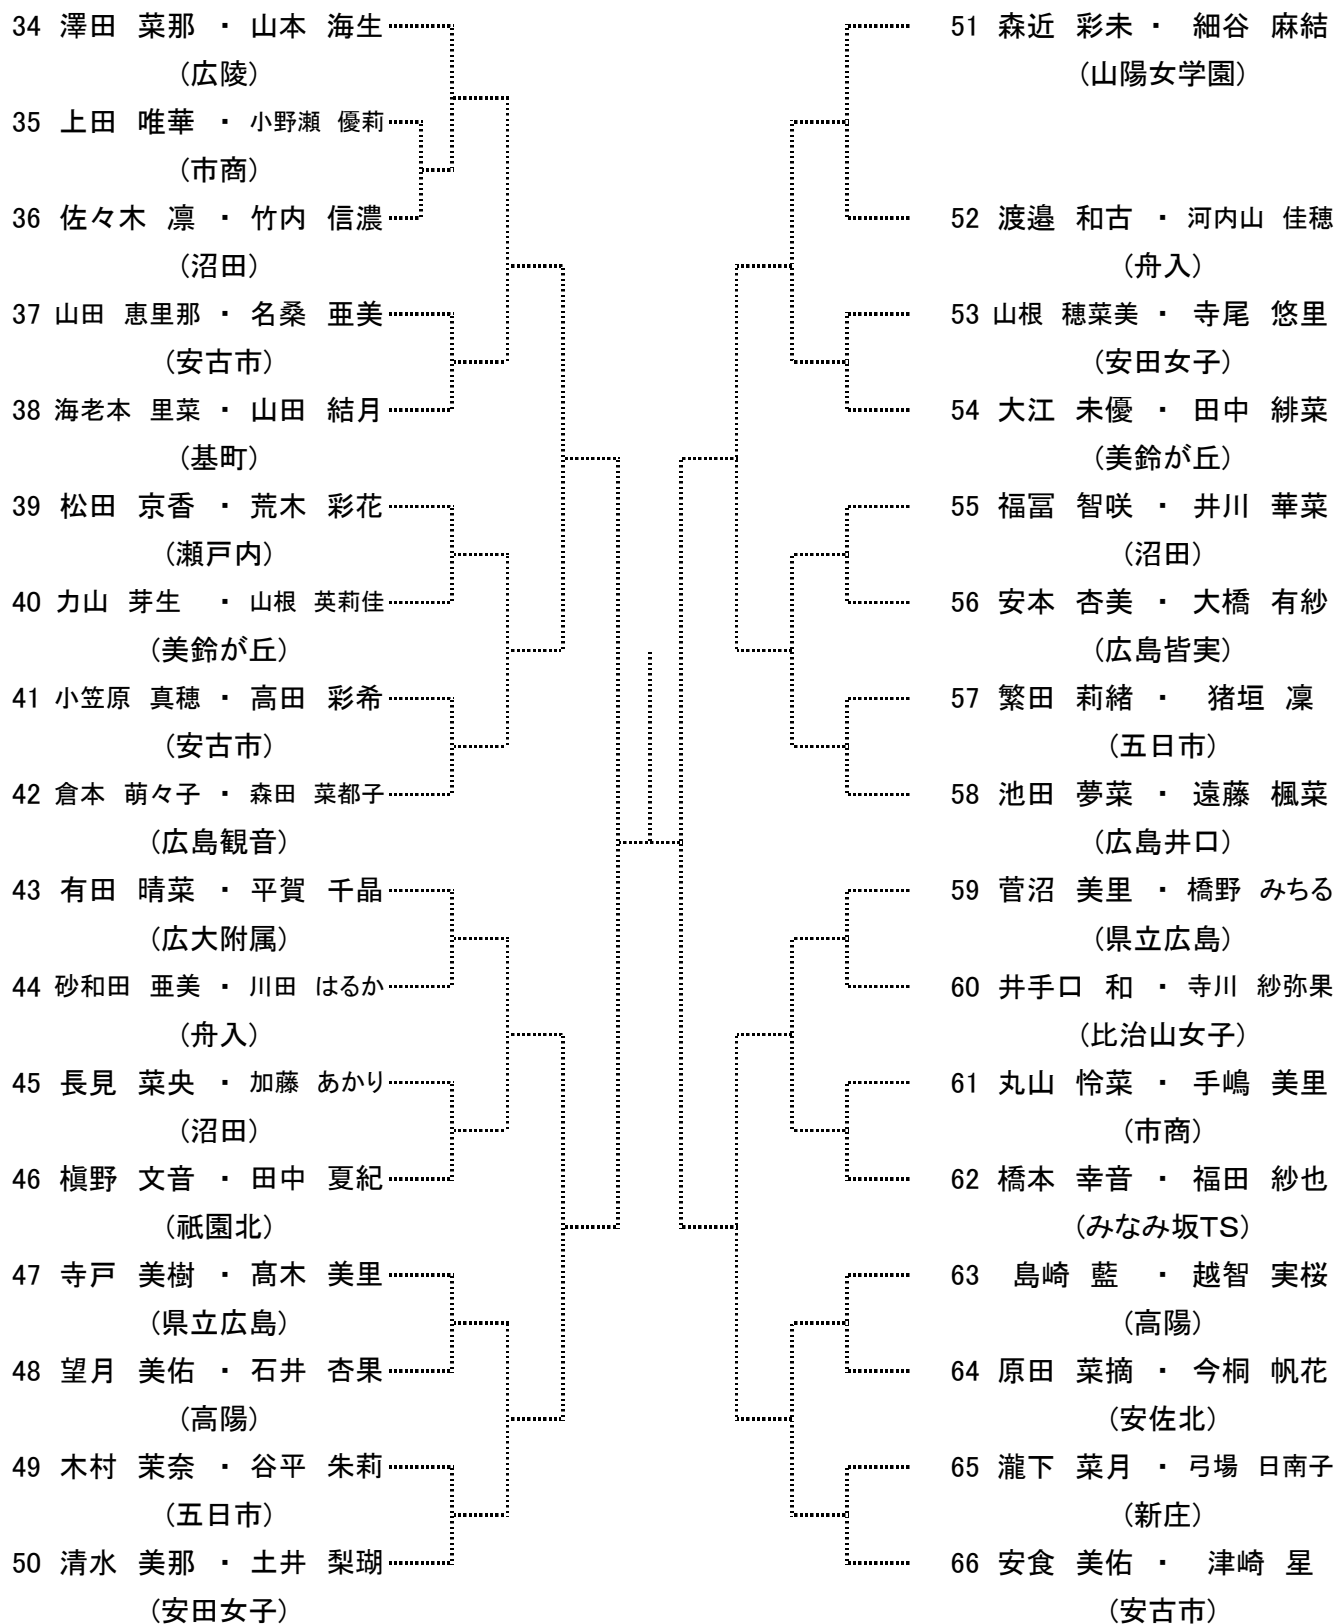 34 澤田 菜那 ・ 山本 海生
(広陵)
35 上田 唯華 ・ 小野瀬 優莉
(市商)
36 佐々木 凛 ・ 竹内 信濃
(沼田)
37 山田 恵里那 ・ 名桑 亜美
(安古市)
38 海老本 里菜 ・ 山田 結月
(基町)
39 松田 京香 ・ 荒木 彩花
(瀬戸内)
40 力山 芽生 ・ 山根 英莉佳
(美鈴が丘)
41 小笠原 真穂 ・ 高田 彩希
(安古市)
42 倉本 萌々子 ・ 森田 菜都子
(広島観音)
43 有田 晴菜 ・ 平賀 千晶
(広大附属)
44 砂和田 亜美 ・ 川田 はるか
(舟入)
45 長見 菜央 ・ 加藤 あかり
(沼田)
46 槇野 文音 ・ 田中 夏紀
(祇園北)
47 寺戸 美樹 ・ 髙木 美里
(県立広島)
48 望月 美佑 ・ 石井 杏果
(高陽)
49 木村 茉奈 ・ 谷平 朱莉
(五日市)
50 清水 美那 ・ 土井 梨瑚
(安田女子)
51 森近 彩未 ・ 細谷 麻結
(山陽女学園)
52 渡邉 和古 ・ 河内山 佳穂
(舟入)
53 山根 穂菜美 ・ 寺尾 悠里
(安田女子)
54 大江 未優 ・ 田中 緋菜
(美鈴が丘)
55 福冨 智咲 ・ 井川 華菜
(沼田)
56 安本 杏美 ・ 大橋 有紗
(広島皆実)
57 繁田 莉緒 ・ 猪垣 凜
(五日市)
58 池田 夢菜 ・ 遠藤 楓菜
(広島井口)
59 菅沼 美里 ・ 橋野 みちる
(県立広島)
60 井手口 和 ・ 寺川 紗弥果
(比治山女子)
61 丸山 怜菜 ・ 手嶋 美里
(市商)
62 橋本 幸音 ・ 福田 紗也
(みなみ坂TS)
63 島崎 藍 ・ 越智 実桜
(高陽)
64 原田 菜摘 ・ 今桐 帆花
(安佐北)
65 瀧下 菜月 ・ 弓場 日南子
(新庄)
66 安食 美佑 ・ 津崎 星
(安古市)